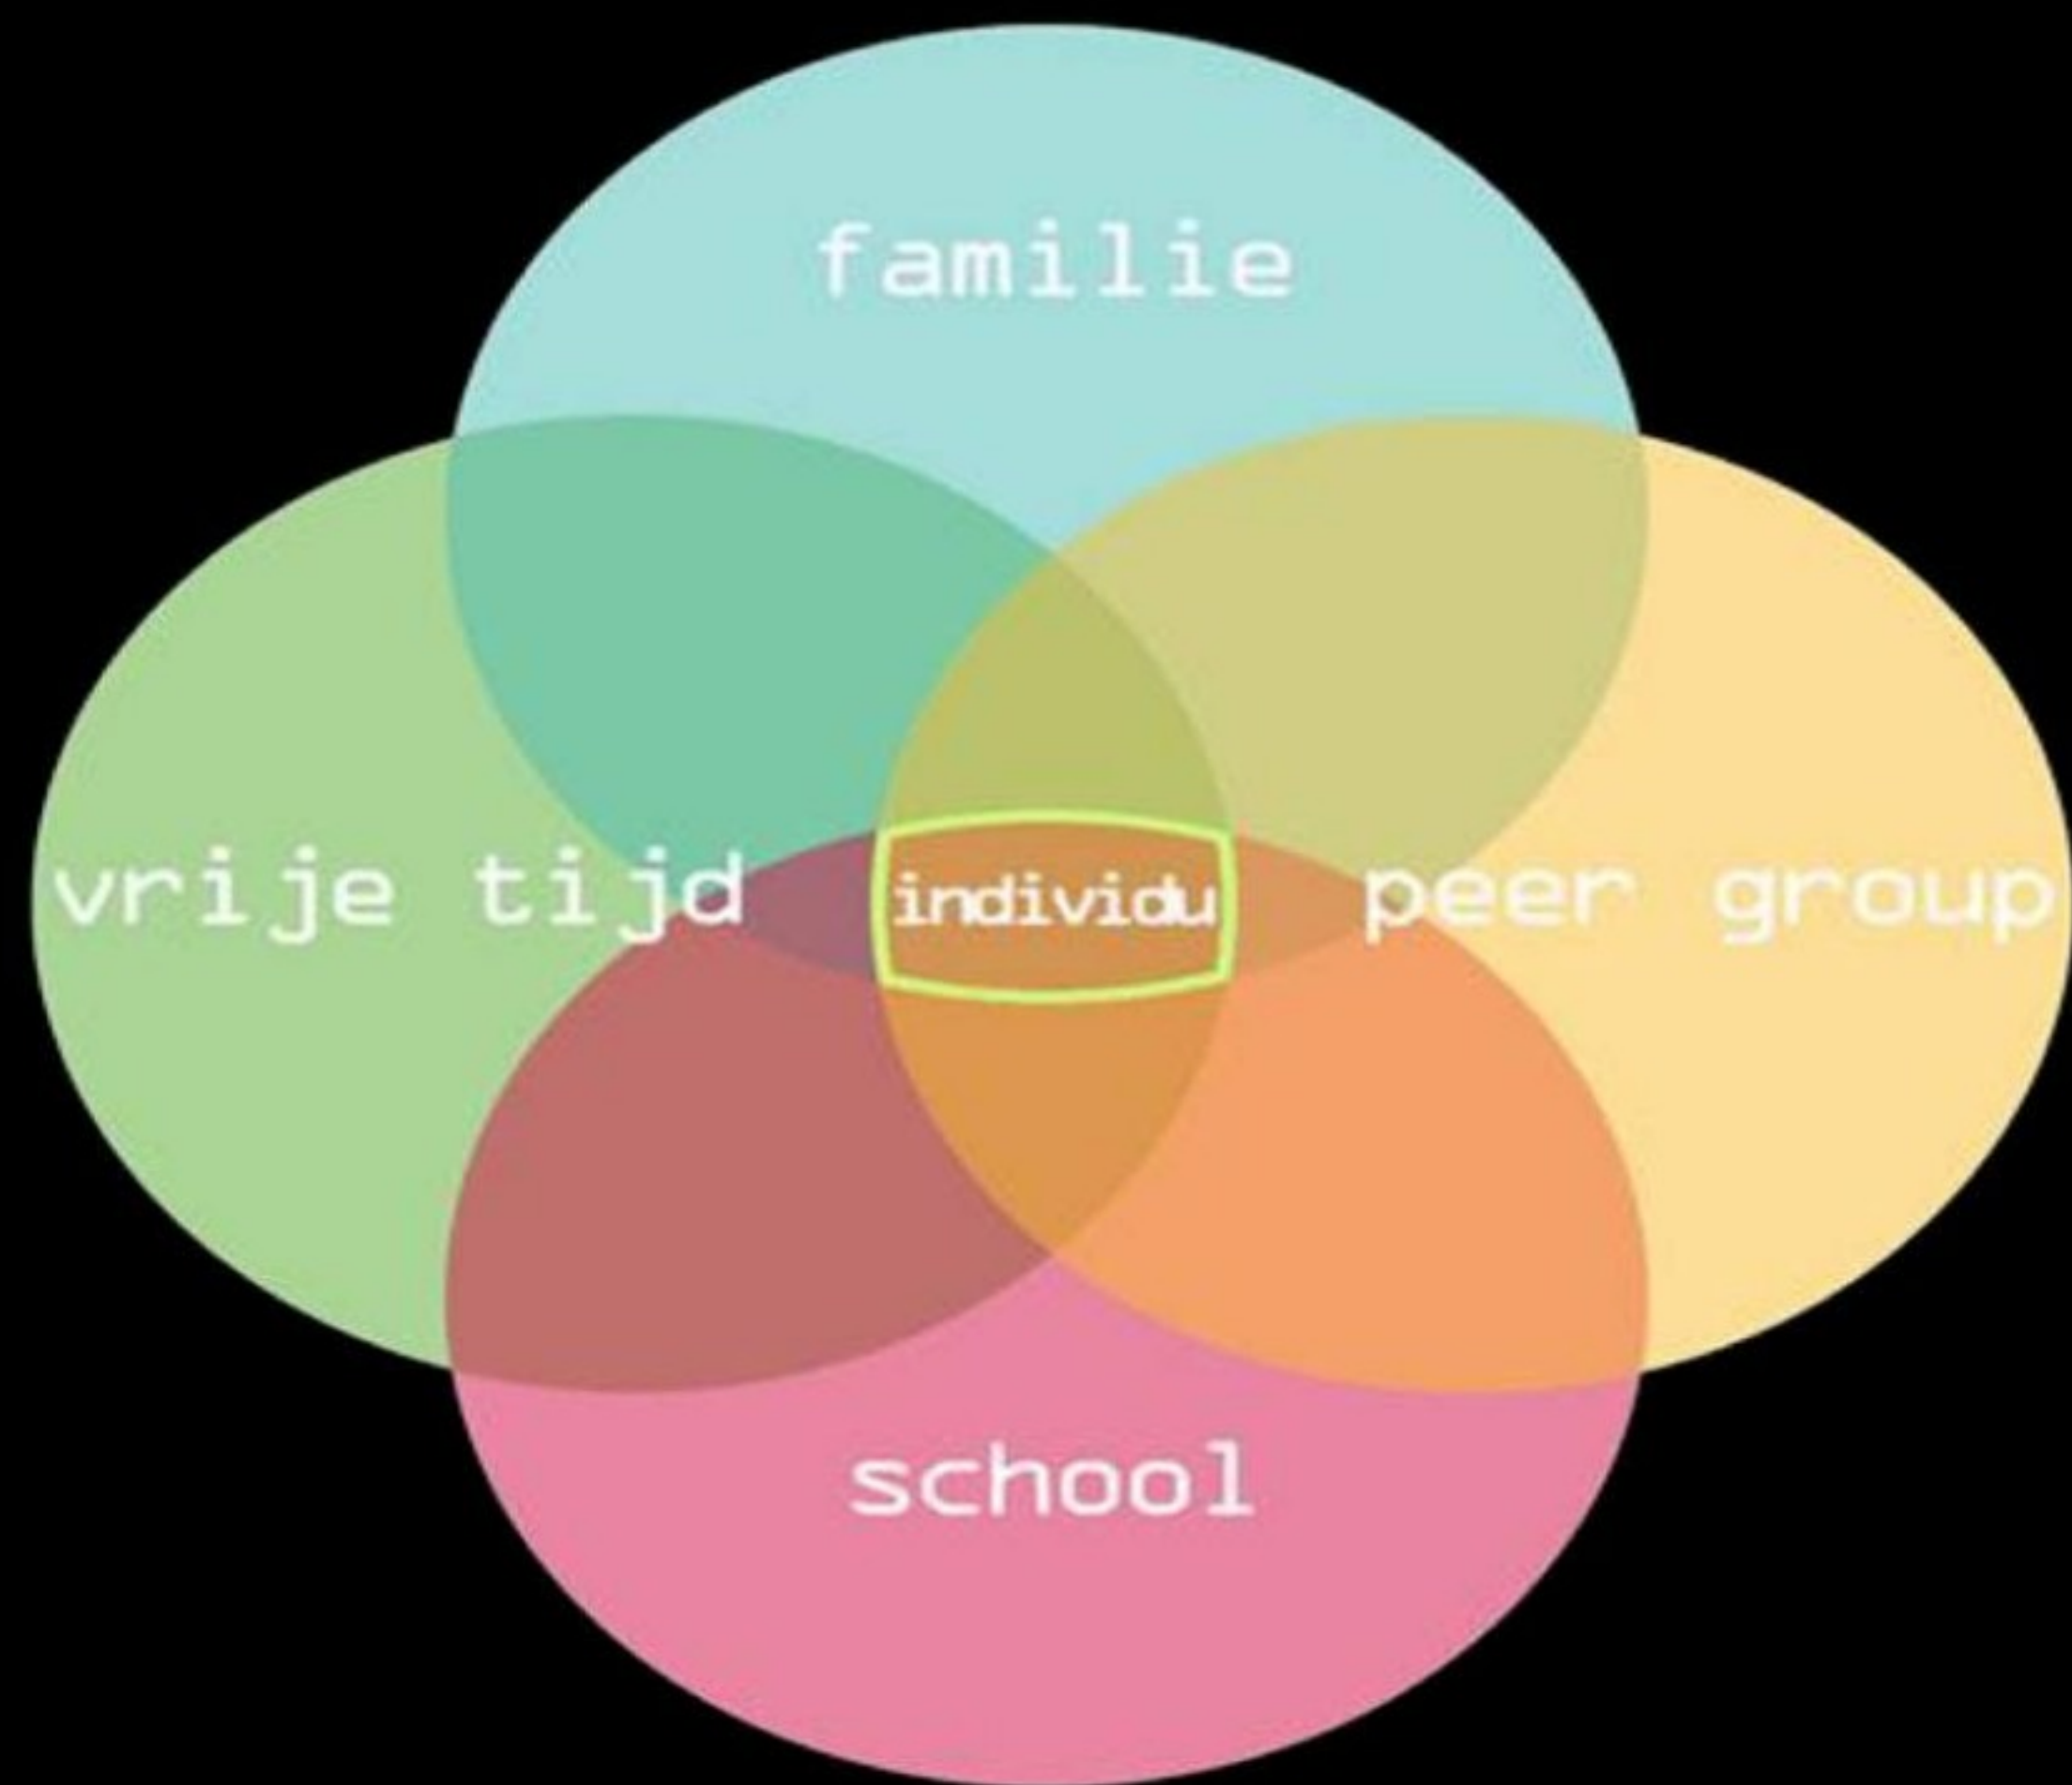 familie
vrije tijd
individu
peer group
school